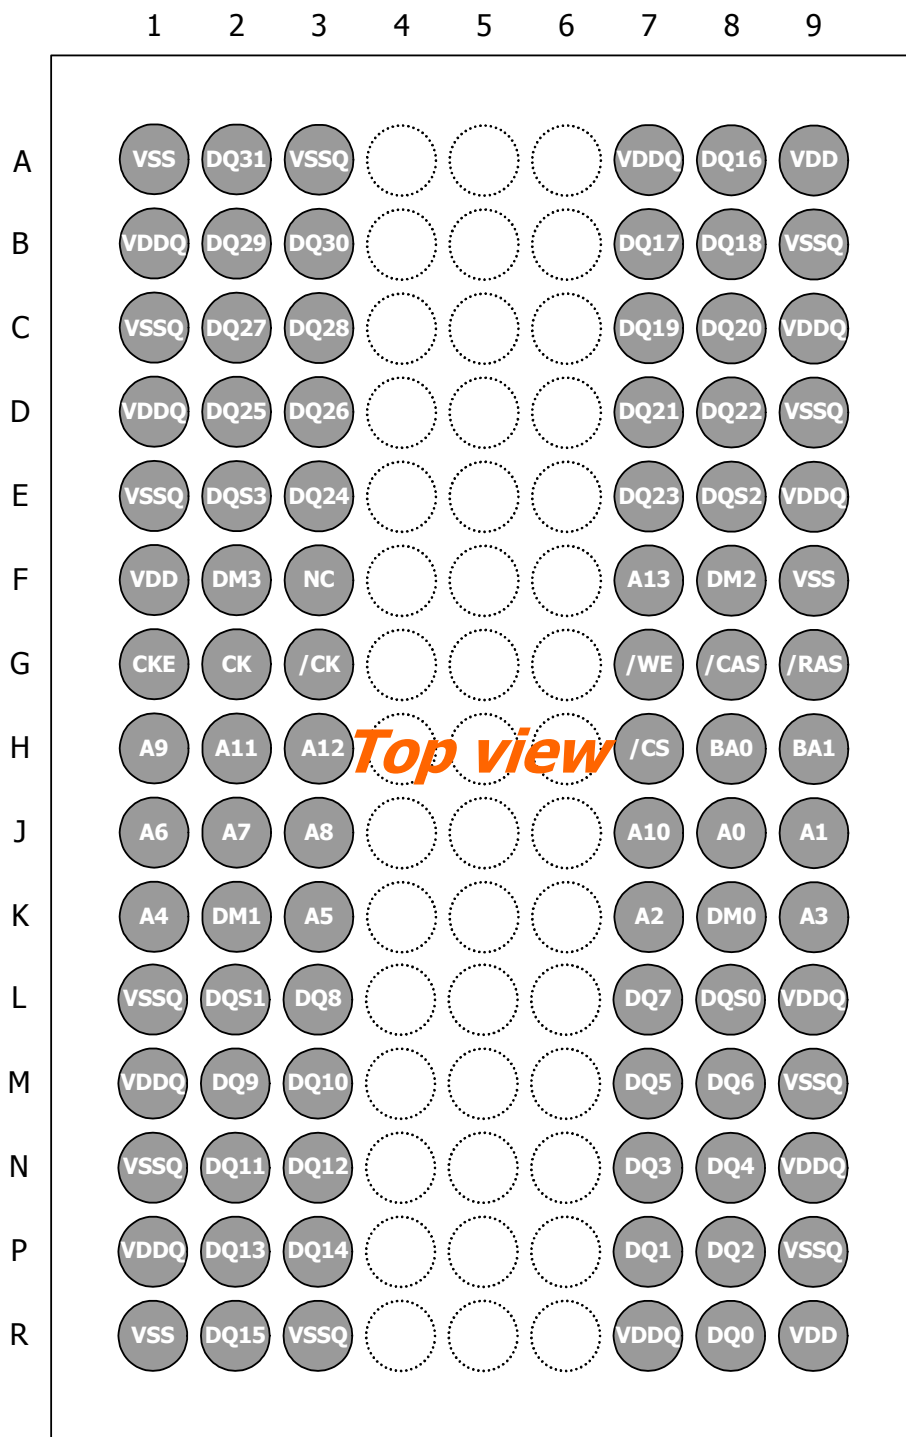 1 2 3 4 5 6 7 8 9
A VSS DQ31 VSSQ VDDQ DQ16 VDD
B VDDQ DQ29 DQ30 DQ17 DQ18 VSSQ
C VSSQ DQ27 DQ28 DQ19 DQ20 VDDQ
D VDDQ DQ25 DQ26 DQ21 DQ22 VSSQ
E VSSQ DQS3 DQ24 DQ23 DQS2 VDDQ
F VDD DM3 NC A13 DM2 VSS
G CKE CK /CK /WE /CAS /RAS
H A9 A11 A12 Top view /CS BA0 BA1
J A6 A7 A8 A10 A0 A1
K A4 DM1 A5 A2 DM0 A3
L VSSQ DQS1 DQ8 DQ7 DQS0 VDDQ
M VDDQ DQ9 DQ10 DQ5 DQ6 VSSQ
N VSSQ DQ11 DQ12 DQ3 DQ4 VDDQ
P VDDQ DQ13 DQ14 DQ1 DQ2 VSSQ
R VSS DQ15 VSSQ VDDQ DQ0 VDD